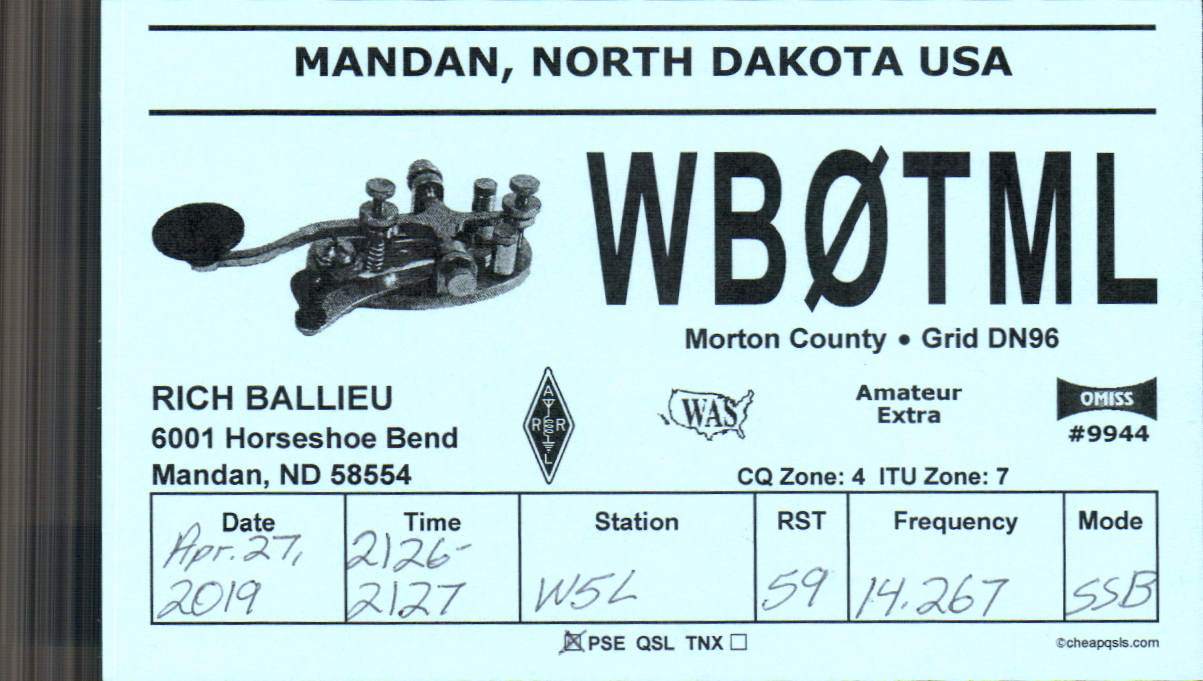 MANDAN, NORTH DAKOTA USA
WBØTML
Morton County • Grid DN96
RICH BALLIEU
6001 Horseshoe Bend
Mandan, ND 58554
A
R R
L
WAS
Amateur
Extra
OMISS
#9944
CQ Zone: 4 ITU Zone: 7
Date Time Station RST Frequency Mode
Apr. 27, 2126-
2019 2127 W5L 59 14.267 SSB
☒ PSE QSL TNX ☐
©cheapqsls.com